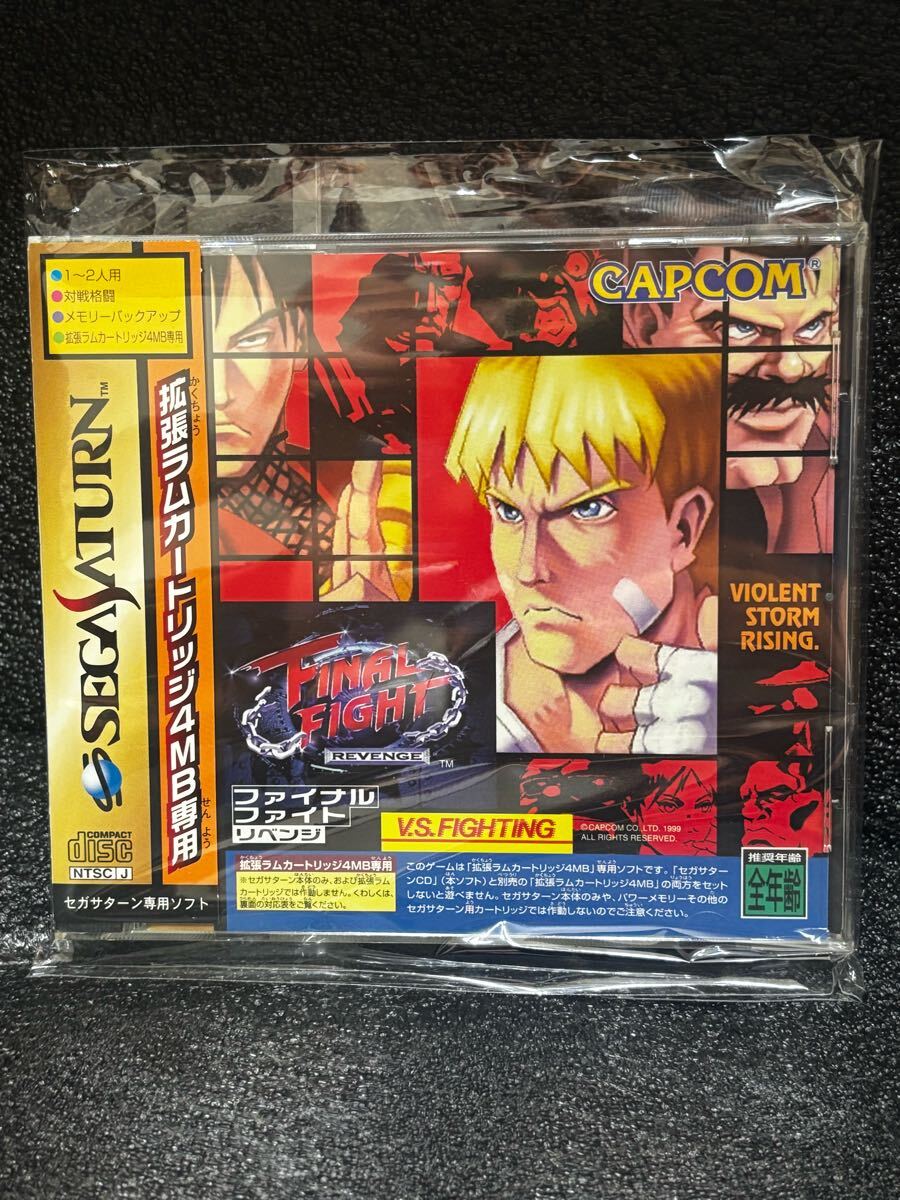 1～2人用
対戦格闘
メモリーバックアップ
拡張ラムカートリッジ4MB専用
SEGA SATURN™
かくちょう
せんよう
拡張ラムカートリッジ4MB専用
COMPACT
disc
NTSC J
セガサターン専用ソフト
CAPCOM®
VIOLENT
STORM
RISING.
FINAL
FIGHT
REVENGE™
ファイナル
ファイト
リベンジ
V.S. FIGHTING
©CAPCOM CO., LTD. 1999
ALL RIGHTS RESERVED.
拡張ラムカートリッジ4MB専用
※セガサターン本体のみ、および拡張ラム
カートリッジでは作動しません。くわしくは、
裏面の対応表をご覧ください。
このゲームは「拡張ラムカートリッジ4MB」専用ソフトです。「セガサター
ンCD」(本ソフト)と別売の「拡張ラムカートリッジ4MB」の両方をセット
しないと遊べません。セガサターン本体のみや、パワーメモリーその他の
セガサターン用カートリッジでは作動しないのでご注意ください。
推奨年齢
全年齢